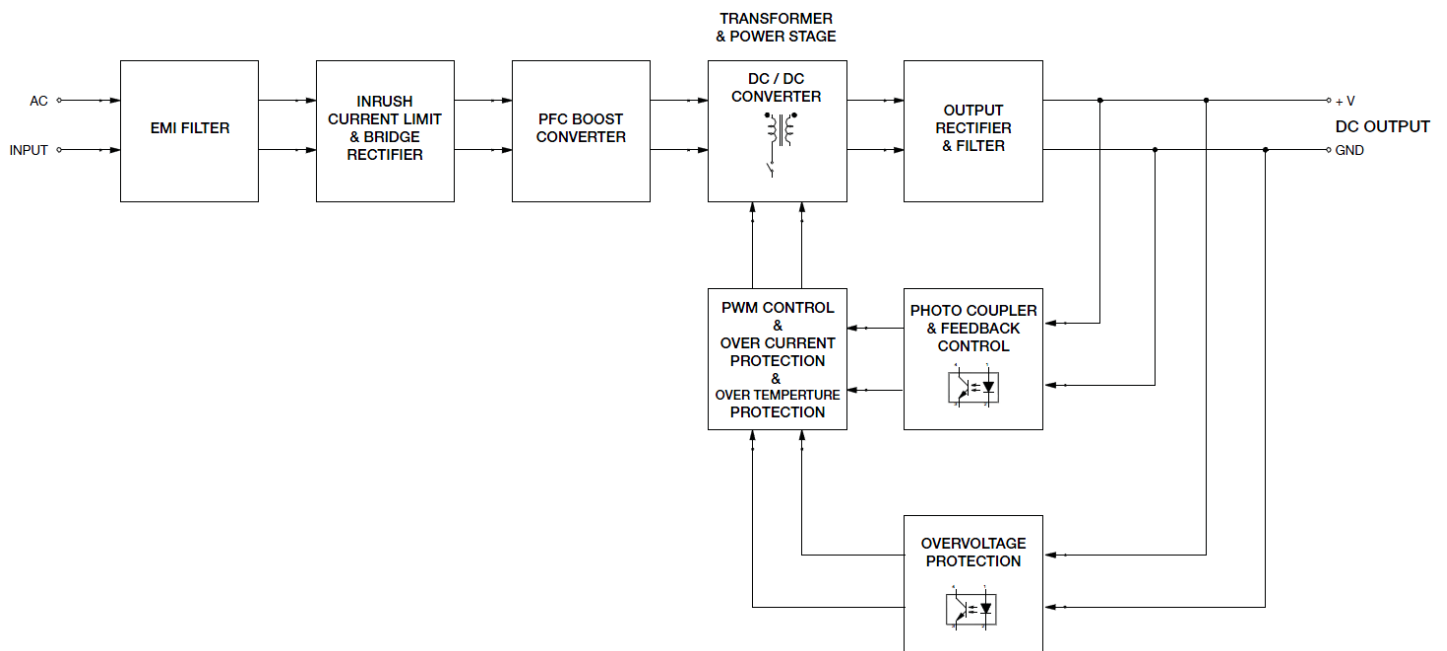 TRANSFORMER
& POWER STAGE
AC
INPUT
EMI FILTER
INRUSH
CURRENT LIMIT
& BRIDGE
RECTIFIER
PFC BOOST
CONVERTER
DC / DC
CONVERTER
OUTPUT
RECTIFIER
& FILTER
+ V
DC OUTPUT
GND
PWM CONTROL
&
OVER CURRENT
PROTECTION
&
OVER TEMPERTURE
PROTECTION
PHOTO COUPLER
& FEEDBACK
CONTROL
OVERVOLTAGE
PROTECTION